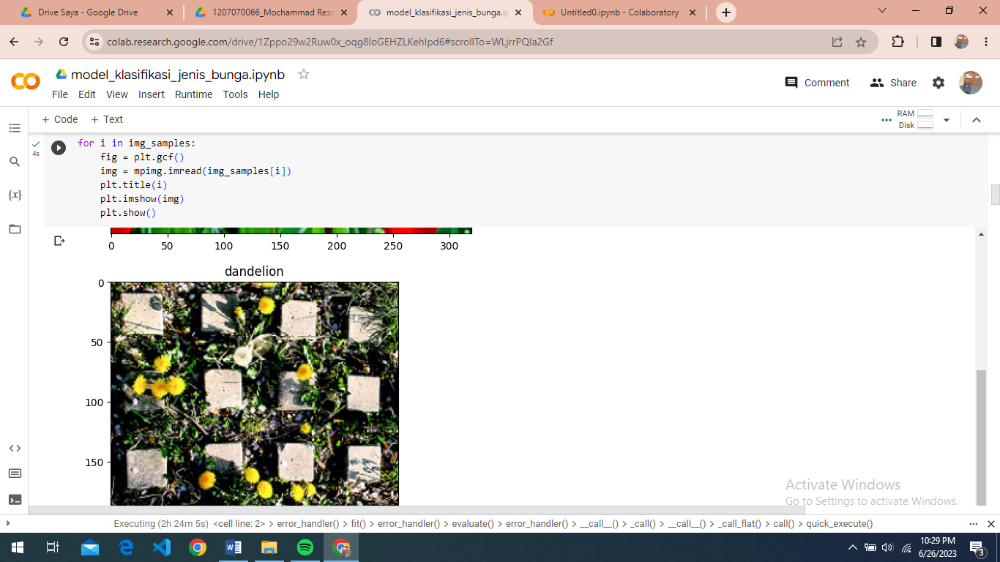 Drive Saya - Google Drive
1207070066_Mochammad Reza
model_klasifikasi_jenis_bunga.ip
Untitled0.ipynb - Colaboratory
colab.research.google.com/drive/1Zppo29w2Ruw0x_oqg8IoGEHZLKehIpd6#scrollTo=WLjrrPQIa2Gf
model_klasifikasi_jenis_bunga.ipynb
File Edit View Insert Runtime Tools Help
Comment Share
+ Code + Text
RAM
Disk
4s
for i in img_samples:
fig = plt.gcf()
img = mpimg.imread(img_samples[i])
plt.title(i)
plt.imshow(img)
plt.show()
{x}
0 50 100 150 200 250 300
dandelion
0
50
100
150
Activate Windows
Go to Settings to activate Windows.
Executing (2h 24m 5s) <cell line: 2> > error_handler() > fit() > error_handler() > evaluate() > error_handler() > __call__() > _call() > __call__() > _call_flat() > call() > quick_execute()
10:29 PM
6/26/2023
3